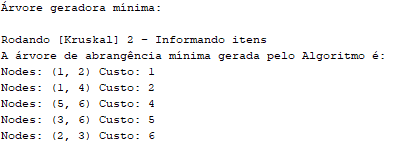 Árvore geradora mínima:
Rodando [Kruskal] 2 - Informando itens
A árvore de abrangência mínima gerada pelo Algoritmo é:
Nodes: (1, 2) Custo: 1
Nodes: (1, 4) Custo: 2
Nodes: (5, 6) Custo: 4
Nodes: (3, 6) Custo: 5
Nodes: (2, 3) Custo: 6